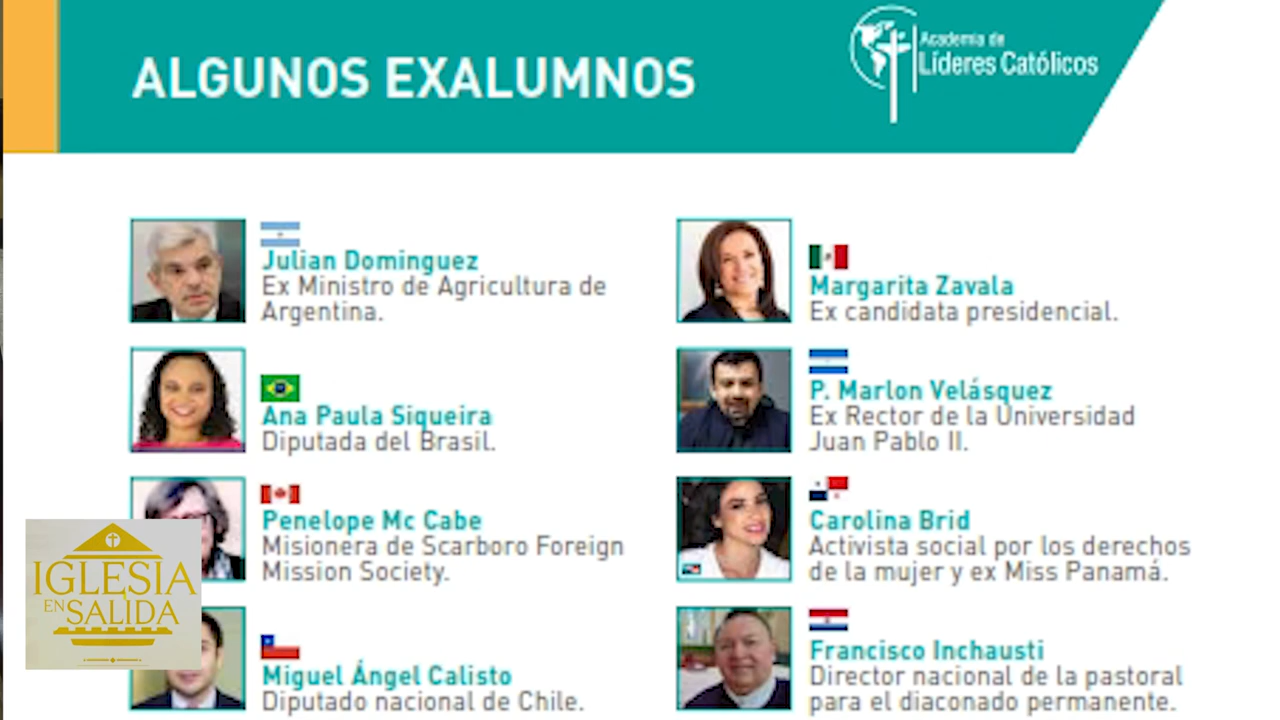 ALGUNOS EXALUMNOS
Academia de
Líderes Católicos
Julian Dominguez
Ex Ministro de Agricultura de
Argentina.
Margarita Zavala
Ex candidata presidencial.
Ana Paula Siqueira
Diputada del Brasil.
P. Marlon Velásquez
Ex Rector de la Universidad
Juan Pablo II.
Penelope Mc Cabe
Misionera de Scarboro Foreign
Mission Society.
Carolina Brid
Activista social por los derechos
de la mujer y ex Miss Panamá.
Miguel Ángel Calisto
Diputado nacional de Chile.
Francisco Inchausti
Director nacional de la pastoral
para el diaconado permanente.
IGLESIA
EN SALIDA